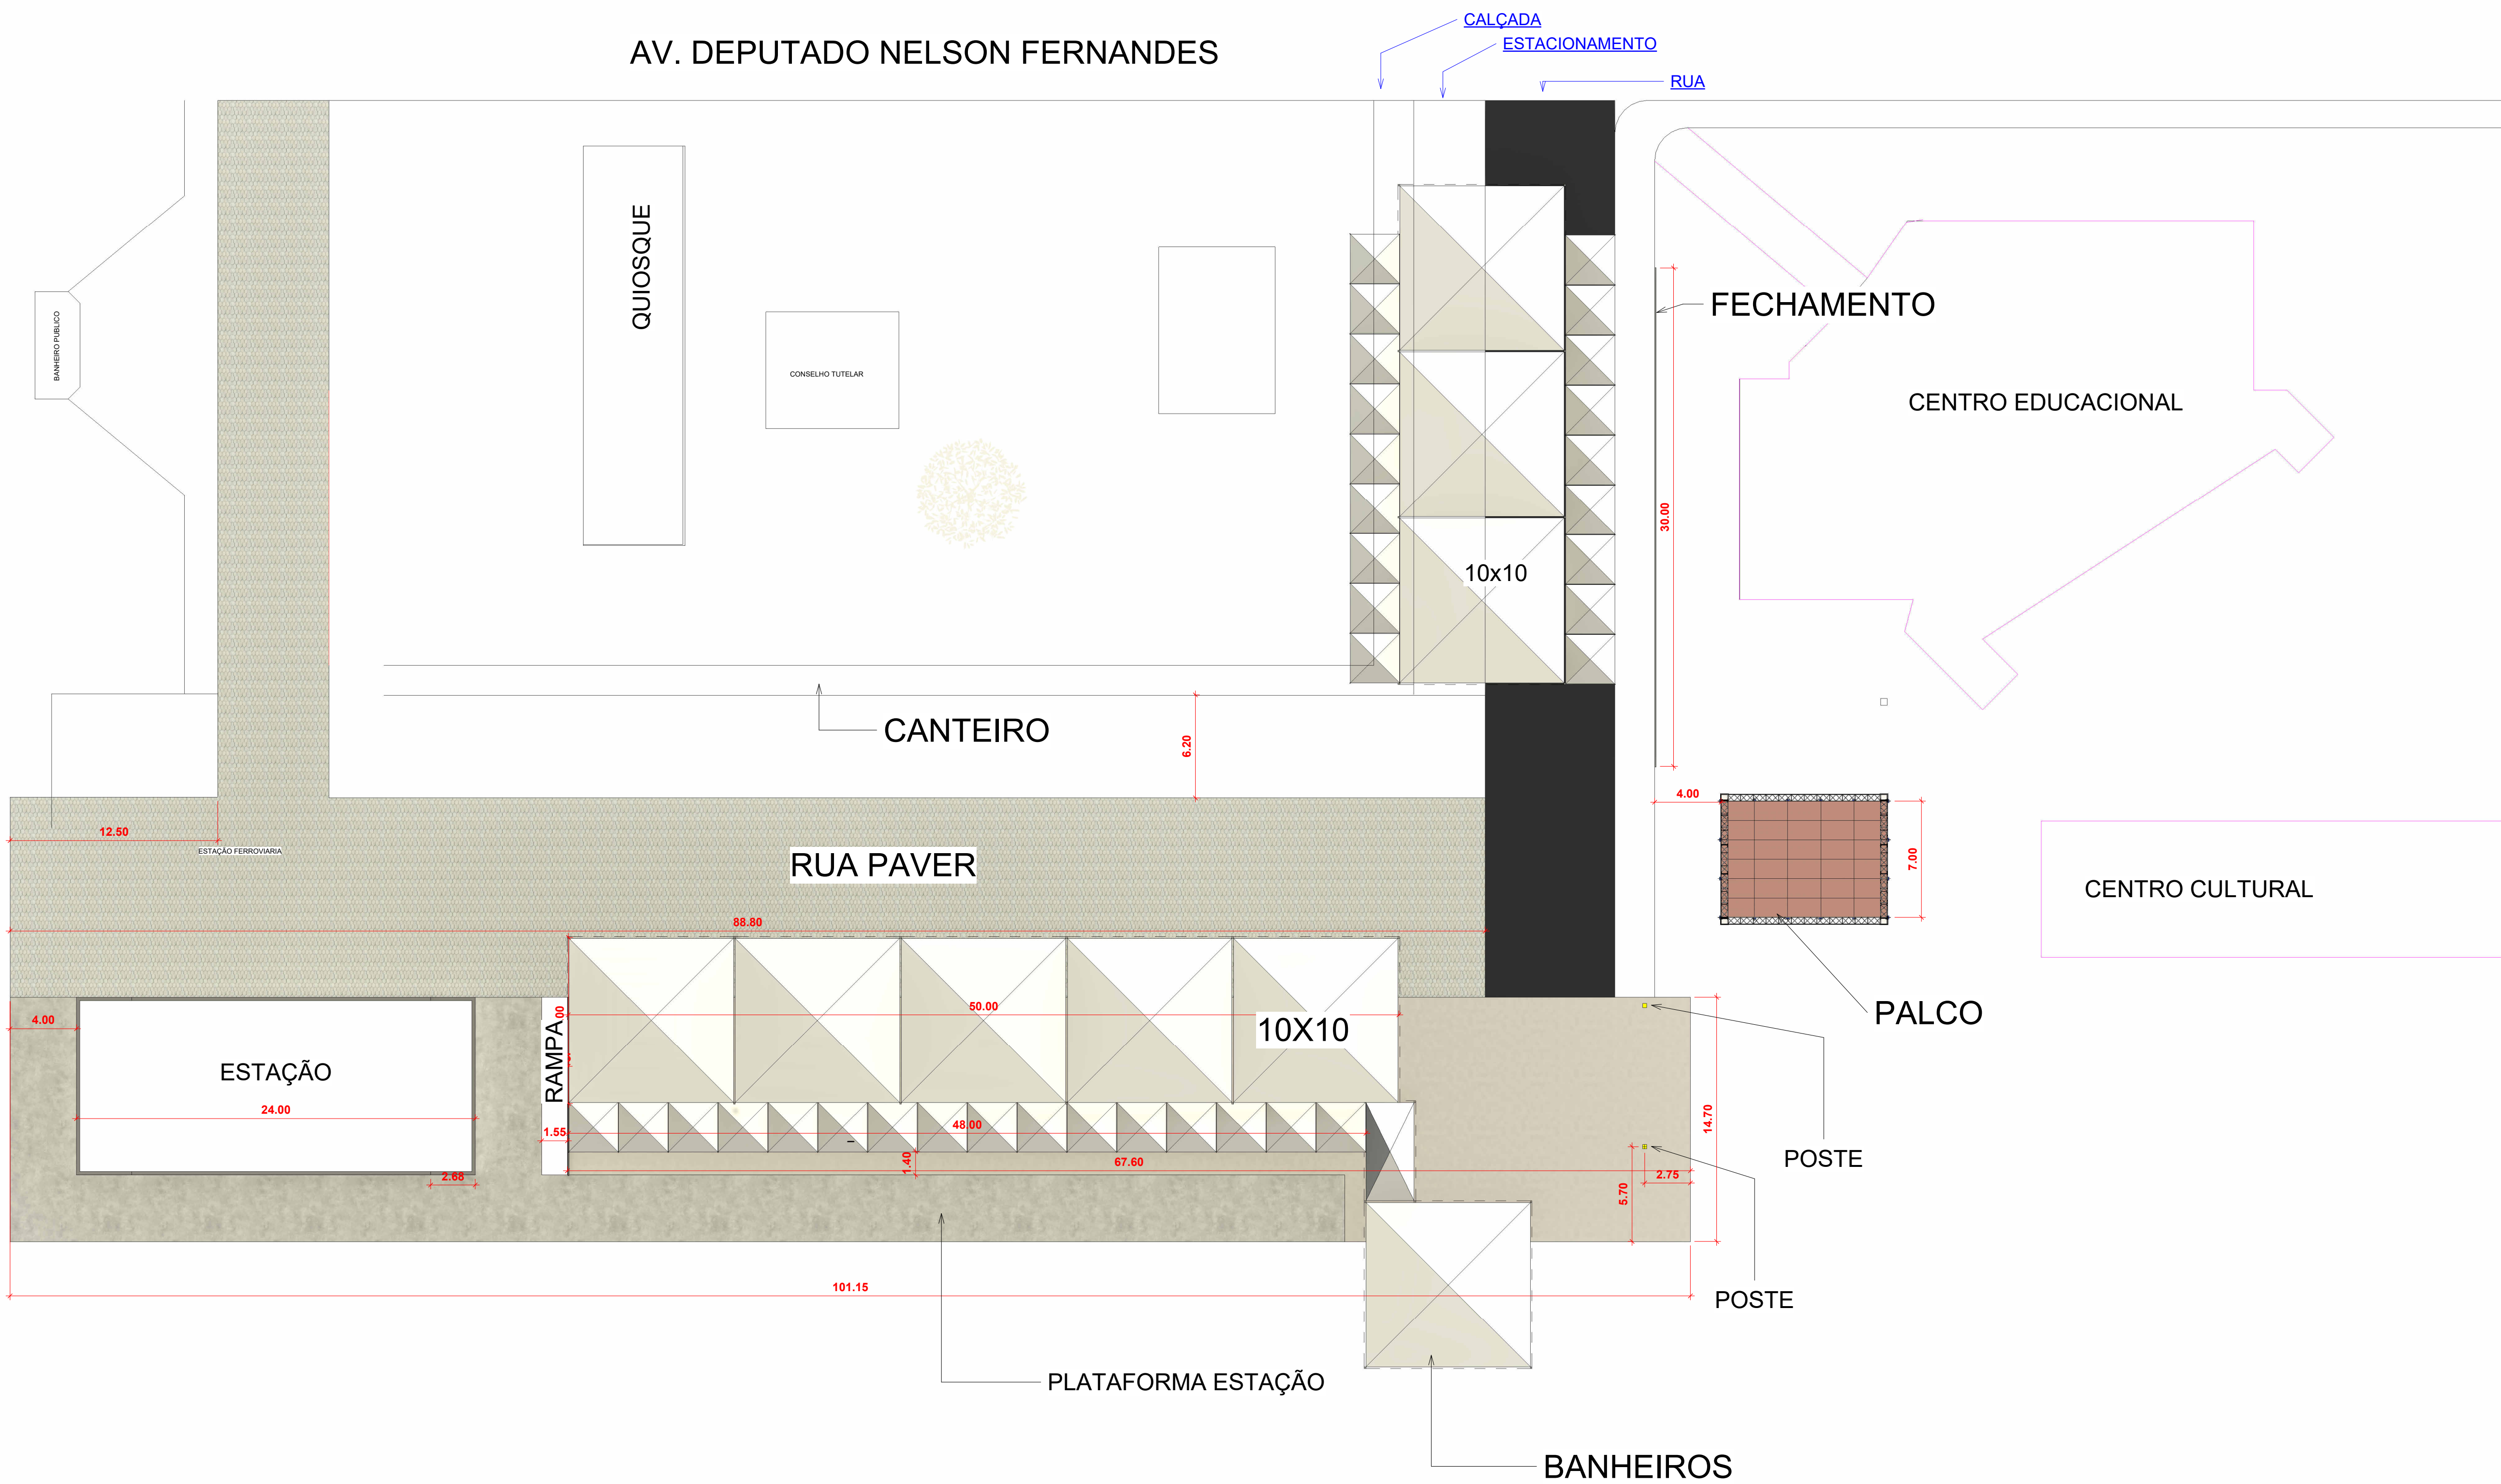 CALÇADA
AV. DEPUTADO NELSON FERNANDES
ESTACIONAMENTO
RUA
QUIOSQUE
FECHAMENTO
BANHEIRO PUBLICO
CONSELHO TUTELAR
CENTRO EDUCACIONAL
30.00
10x10
CANTEIRO
6.20
4.00
12.50
ESTAÇÃO FERROVIARIA
RUA PAVER
7.00
CENTRO CULTURAL
88.80
50.00
PALCO
4.00
RAMPA
00
10X10
ESTAÇÃO
24.00
1.55
48.00
14.70
1.40
67.60
POSTE
2.68
2.75
5.70
101.15
POSTE
PLATAFORMA ESTAÇÃO
BANHEIROS